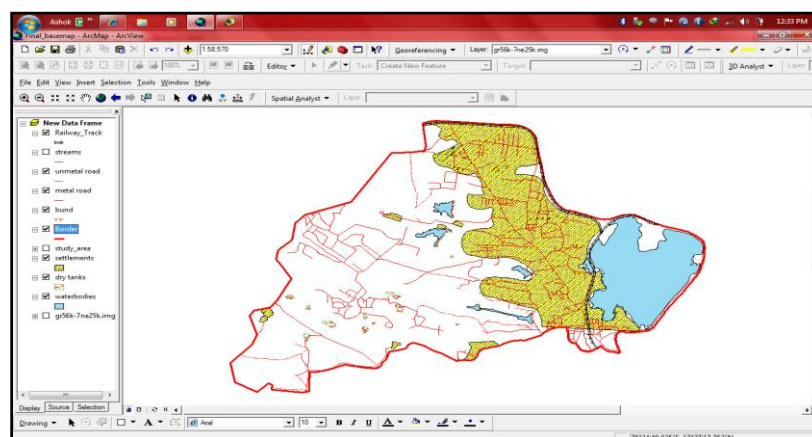 Ashok 12:33 PM
Final_basemap - ArcMap - ArcView
1:58,570 Georeferencing Layer: gr56k-7ne25k.img
100% Editor Task: Create New Feature Target: 3D Analyst Layer:
File Edit View Insert Selection Tools Window Help
Spatial Analyst Layer:
New Data Frame
Railway_Track
streams
unmetal road
metal road
bund
Border
study_area
settlements
dry tanks
waterbodies
gr56k-7ne25k.img
Display Source Selection
Drawing A Arial 10 B I U A